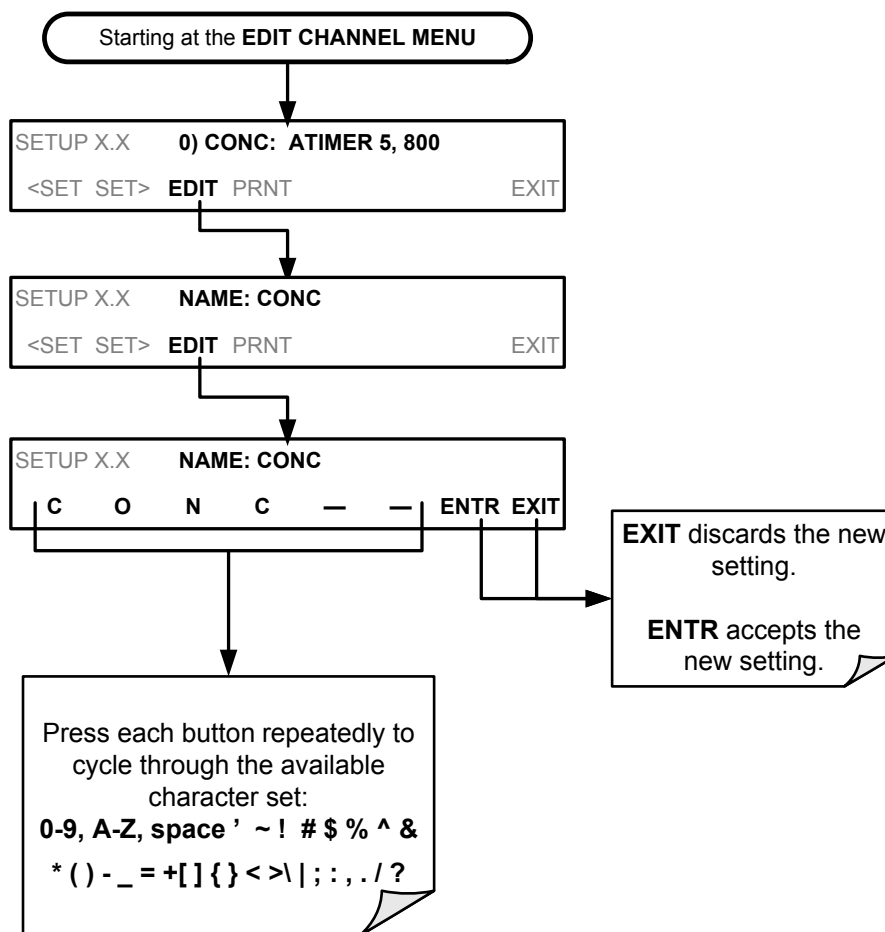 Starting at the EDIT CHANNEL MENU
SETUP X.X 0) CONC: ATIMER 5, 800
<SET SET> EDIT PRNT EXIT
SETUP X.X NAME: CONC
<SET SET> EDIT PRNT EXIT
SETUP X.X NAME: CONC
C O N C — — ENTR EXIT
EXIT discards the new
setting.
ENTR accepts the
new setting.
Press each button repeatedly to
cycle through the available
character set:
0-9, A-Z, space ’ ~ ! # $ % ^ &
* ( ) - _ = +[ ] { } < >\ | ; : , . / ?